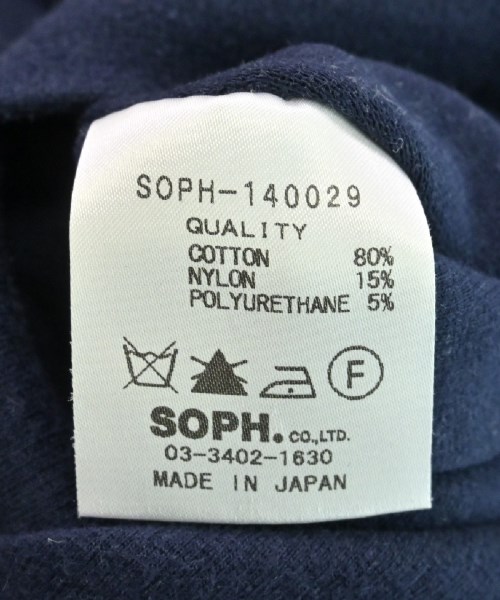 SOPH-140029
QUALITY
COTTON 80%
NYLON 15%
POLYURETHANE 5%
F
SOPH. CO.,LTD.
03-3402-1630
MADE IN JAPAN